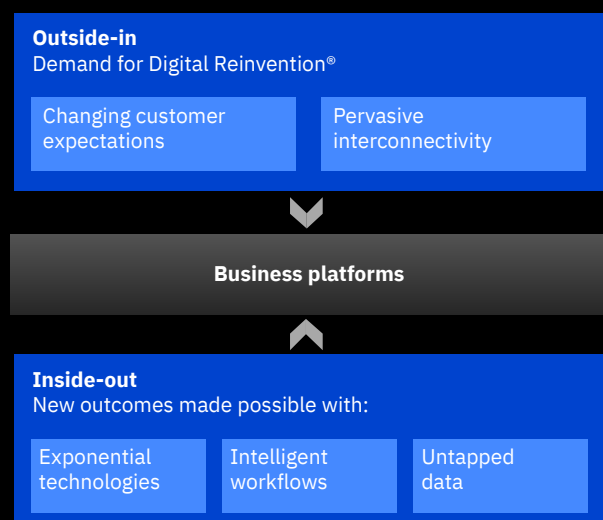 Outside-in
Demand for Digital Reinvention®
Changing customer
expectations
Pervasive
interconnectivity
Business platforms
Inside-out
New outcomes made possible with:
Exponential
technologies
Intelligent
workflows
Untapped
data